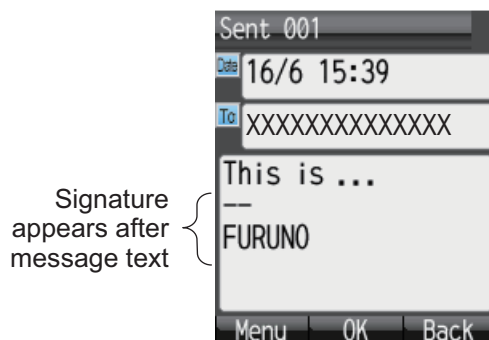 Sent 001
Date 16/6 15:39
To XXXXXXXXXXXXXX
This is ...
--
FURUNO
Signature
appears after
message text
Menu OK Back